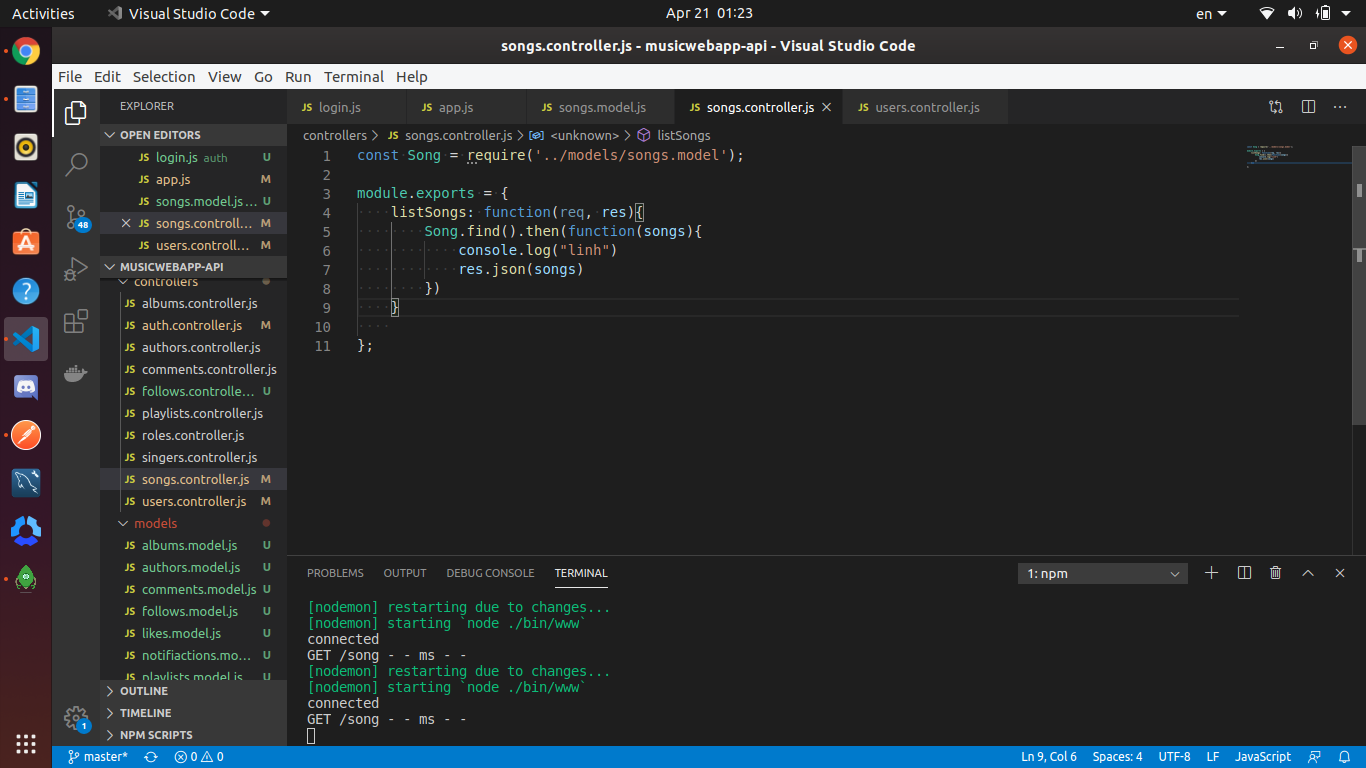 Activities Visual Studio Code Apr 21 01:23 en
songs.controller.js - musicwebapp-api - Visual Studio Code
File Edit Selection View Go Run Terminal Help
EXPLORER
OPEN EDITORS
JS login.js auth U
JS app.js M
JS songs.model.js... U
JS songs.controll... M
JS users.controll... M
MUSICWEBAPP-API
controllers
JS albums.controller.js
JS auth.controller.js M
JS authors.controller.js
JS comments.controller.js
JS follows.controlle... U
JS playlists.controller.js
JS roles.controller.js
JS singers.controller.js
JS songs.controller.js M
JS users.controller.js M
models
JS albums.model.js U
JS authors.model.js U
JS comments.model.js U
JS follows.model.js U
JS likes.model.js U
JS notifiactions.mo... U
JS playlists.model.js U
OUTLINE
TIMELINE
NPM SCRIPTS
48
1
JS login.js JS app.js JS songs.model.js JS songs.controller.js JS users.controller.js
controllers > JS songs.controller.js > <unknown> > listSongs
1 const Song = require('../models/songs.model');
2
3 module.exports = {
4 listSongs: function(req, res){
5 Song.find().then(function(songs){
6 console.log("linh")
7 res.json(songs)
8 })
9 }
10
11 };
PROBLEMS OUTPUT DEBUG CONSOLE TERMINAL 1: npm
[nodemon] restarting due to changes...
[nodemon] starting `node ./bin/www`
connected
GET /song - - ms - -
[nodemon] restarting due to changes...
[nodemon] starting `node ./bin/www`
connected
GET /song - - ms - -
master* 0 0 Ln 9, Col 6 Spaces: 4 UTF-8 LF JavaScript